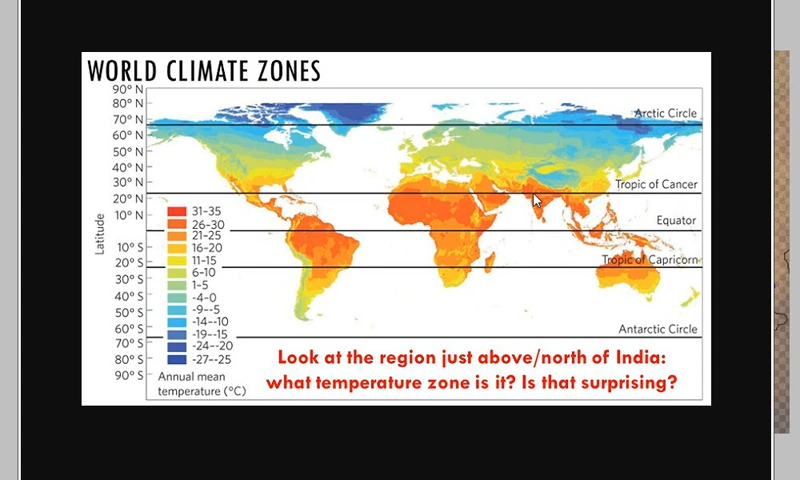 WORLD CLIMATE ZONES
90° N
80° N
70° N
60° N
50° N
40° N
30° N
20° N
10° N
10° S
20° S
30° S
40° S
50° S
60° S
70° S
80° S
90° S
Latitude
Arctic Circle
Tropic of Cancer
Equator
Tropic of Capricorn
Antarctic Circle
31-35
26-30
21-25
16-20
11-15
6-10
1-5
-4-0
-9--5
-14--10
-19--15
-24--20
-27--25
Annual mean
temperature (°C)
Look at the region just above/north of India:
what temperature zone is it? Is that surprising?